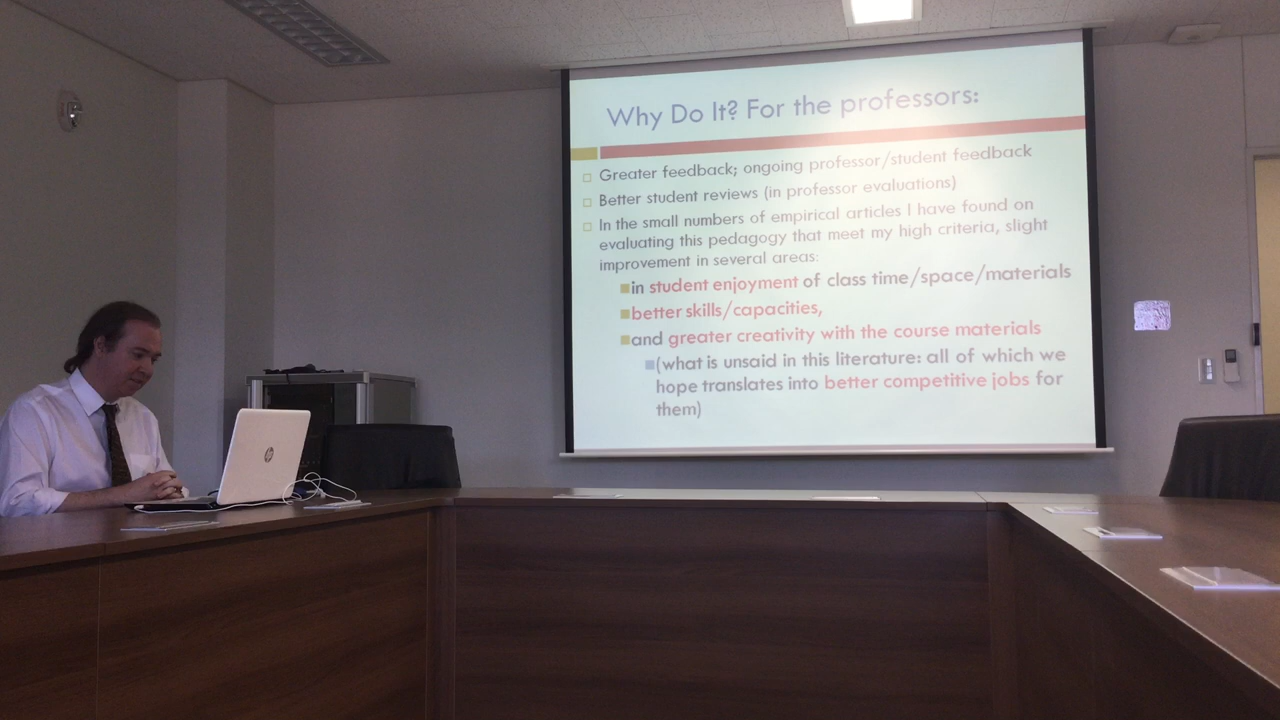 Why Do It? For the professors:
Greater feedback; ongoing professor/student feedback
Better student reviews (in professor evaluations)
In the small numbers of empirical articles I have found on
evaluating this pedagogy that meet my high criteria, slight
improvement in several areas:
in student enjoyment of class time/space/materials
better skills/capacities,
and greater creativity with the course materials
(what is unsaid in this literature: all of which we
hope translates into better competitive jobs for
them)
hp